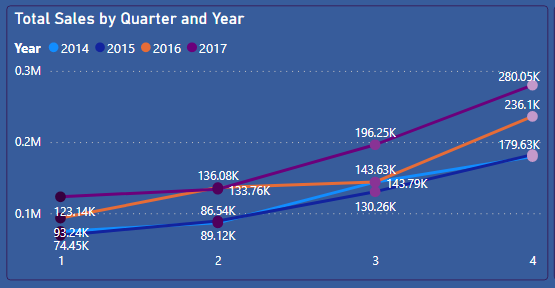 Total Sales by Quarter and Year
Year 2014 2015 2016 2017
0.3M
0.2M
0.1M
280.05K
236.1K
196.25K
179.63K
143.63K
143.79K
136.08K
133.76K
130.26K
123.14K
86.54K
89.12K
93.24K
74.45K
1 2 3 4